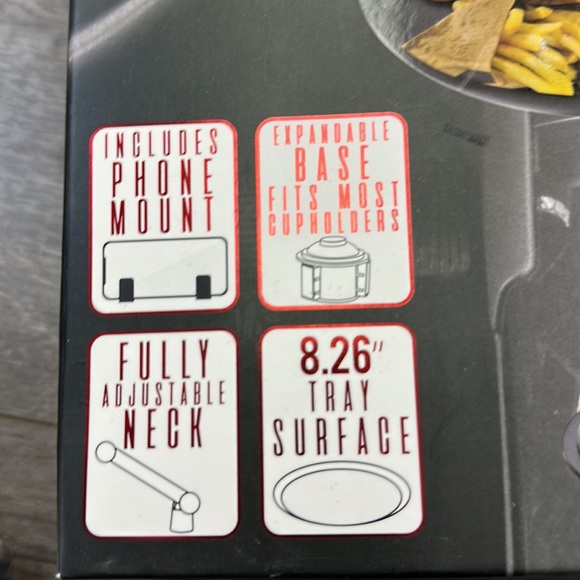 INCLUDES
PHONE
MOUNT
EXPANDABLE
BASE
FITS MOST
CUPHOLDERS
FULLY
ADJUSTABLE
NECK
8.26″
TRAY
SURFACE